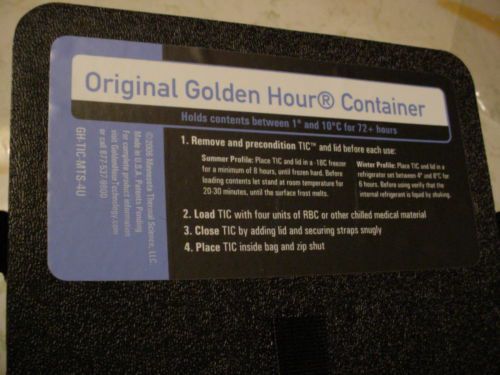 Original Golden Hour® Container
Holds contents between 1° and 10°C for 72+ hours
1. Remove and precondition TIC™ and lid before each use:
Summer Profile: Place TIC and lid in a -18C freezer
for a minimum of 8 hours, until frozen hard. Before
loading contents let stand at room temperature for
20-30 minutes, until the surface frost melts.
Winter Profile: Place TIC and lid in a
refrigerator set between 4° and 8°C for
8 hours. Before using verify that the
internal refrigerant is liquid by shaking.
2. Load TIC with four units of RBC or other chilled medical material
3. Close TIC by adding lid and securing straps snugly
4. Place TIC inside bag and zip shut
©2006 Minnesota Thermal Science, LLC
Made in U.S.A. Patents Pending
For complete product information
visit GoldenHourTechnology.com
or call 877-537-9500
GH-TIC-MTS-4U